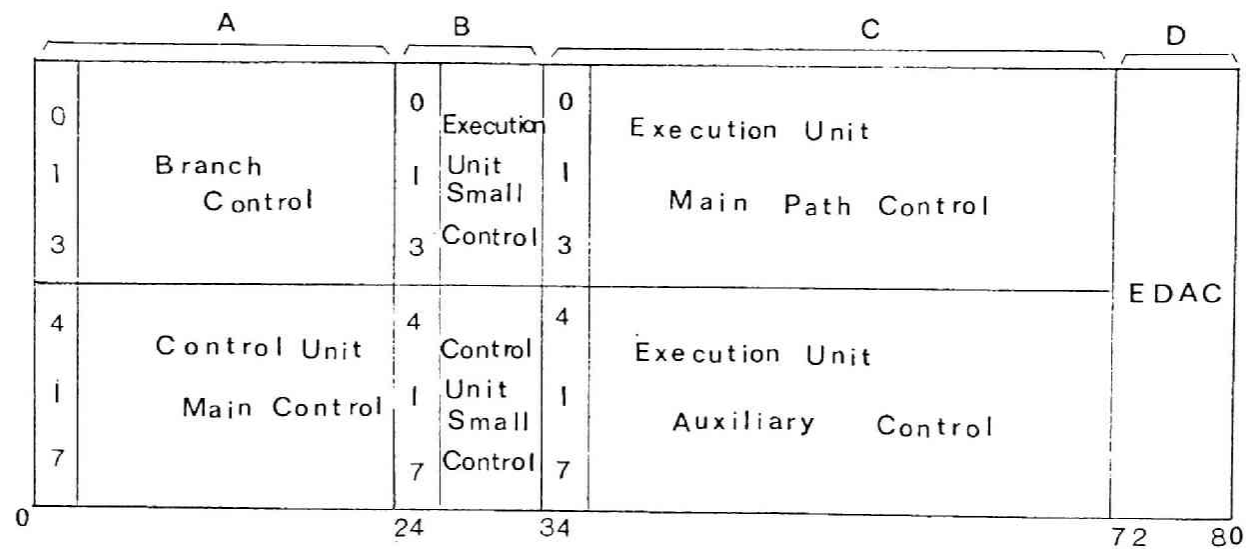 A B C D
0
1
3
Branch
Control
0
1
3
Execution
Unit
Small
Control
0
1
3
Execution Unit
Main Path Control
EDAC
4
1
7
Control Unit
Main Control
4
1
7
Control
Unit
Small
Control
4
1
7
Execution Unit
Auxiliary Control
0 24 34 72 80